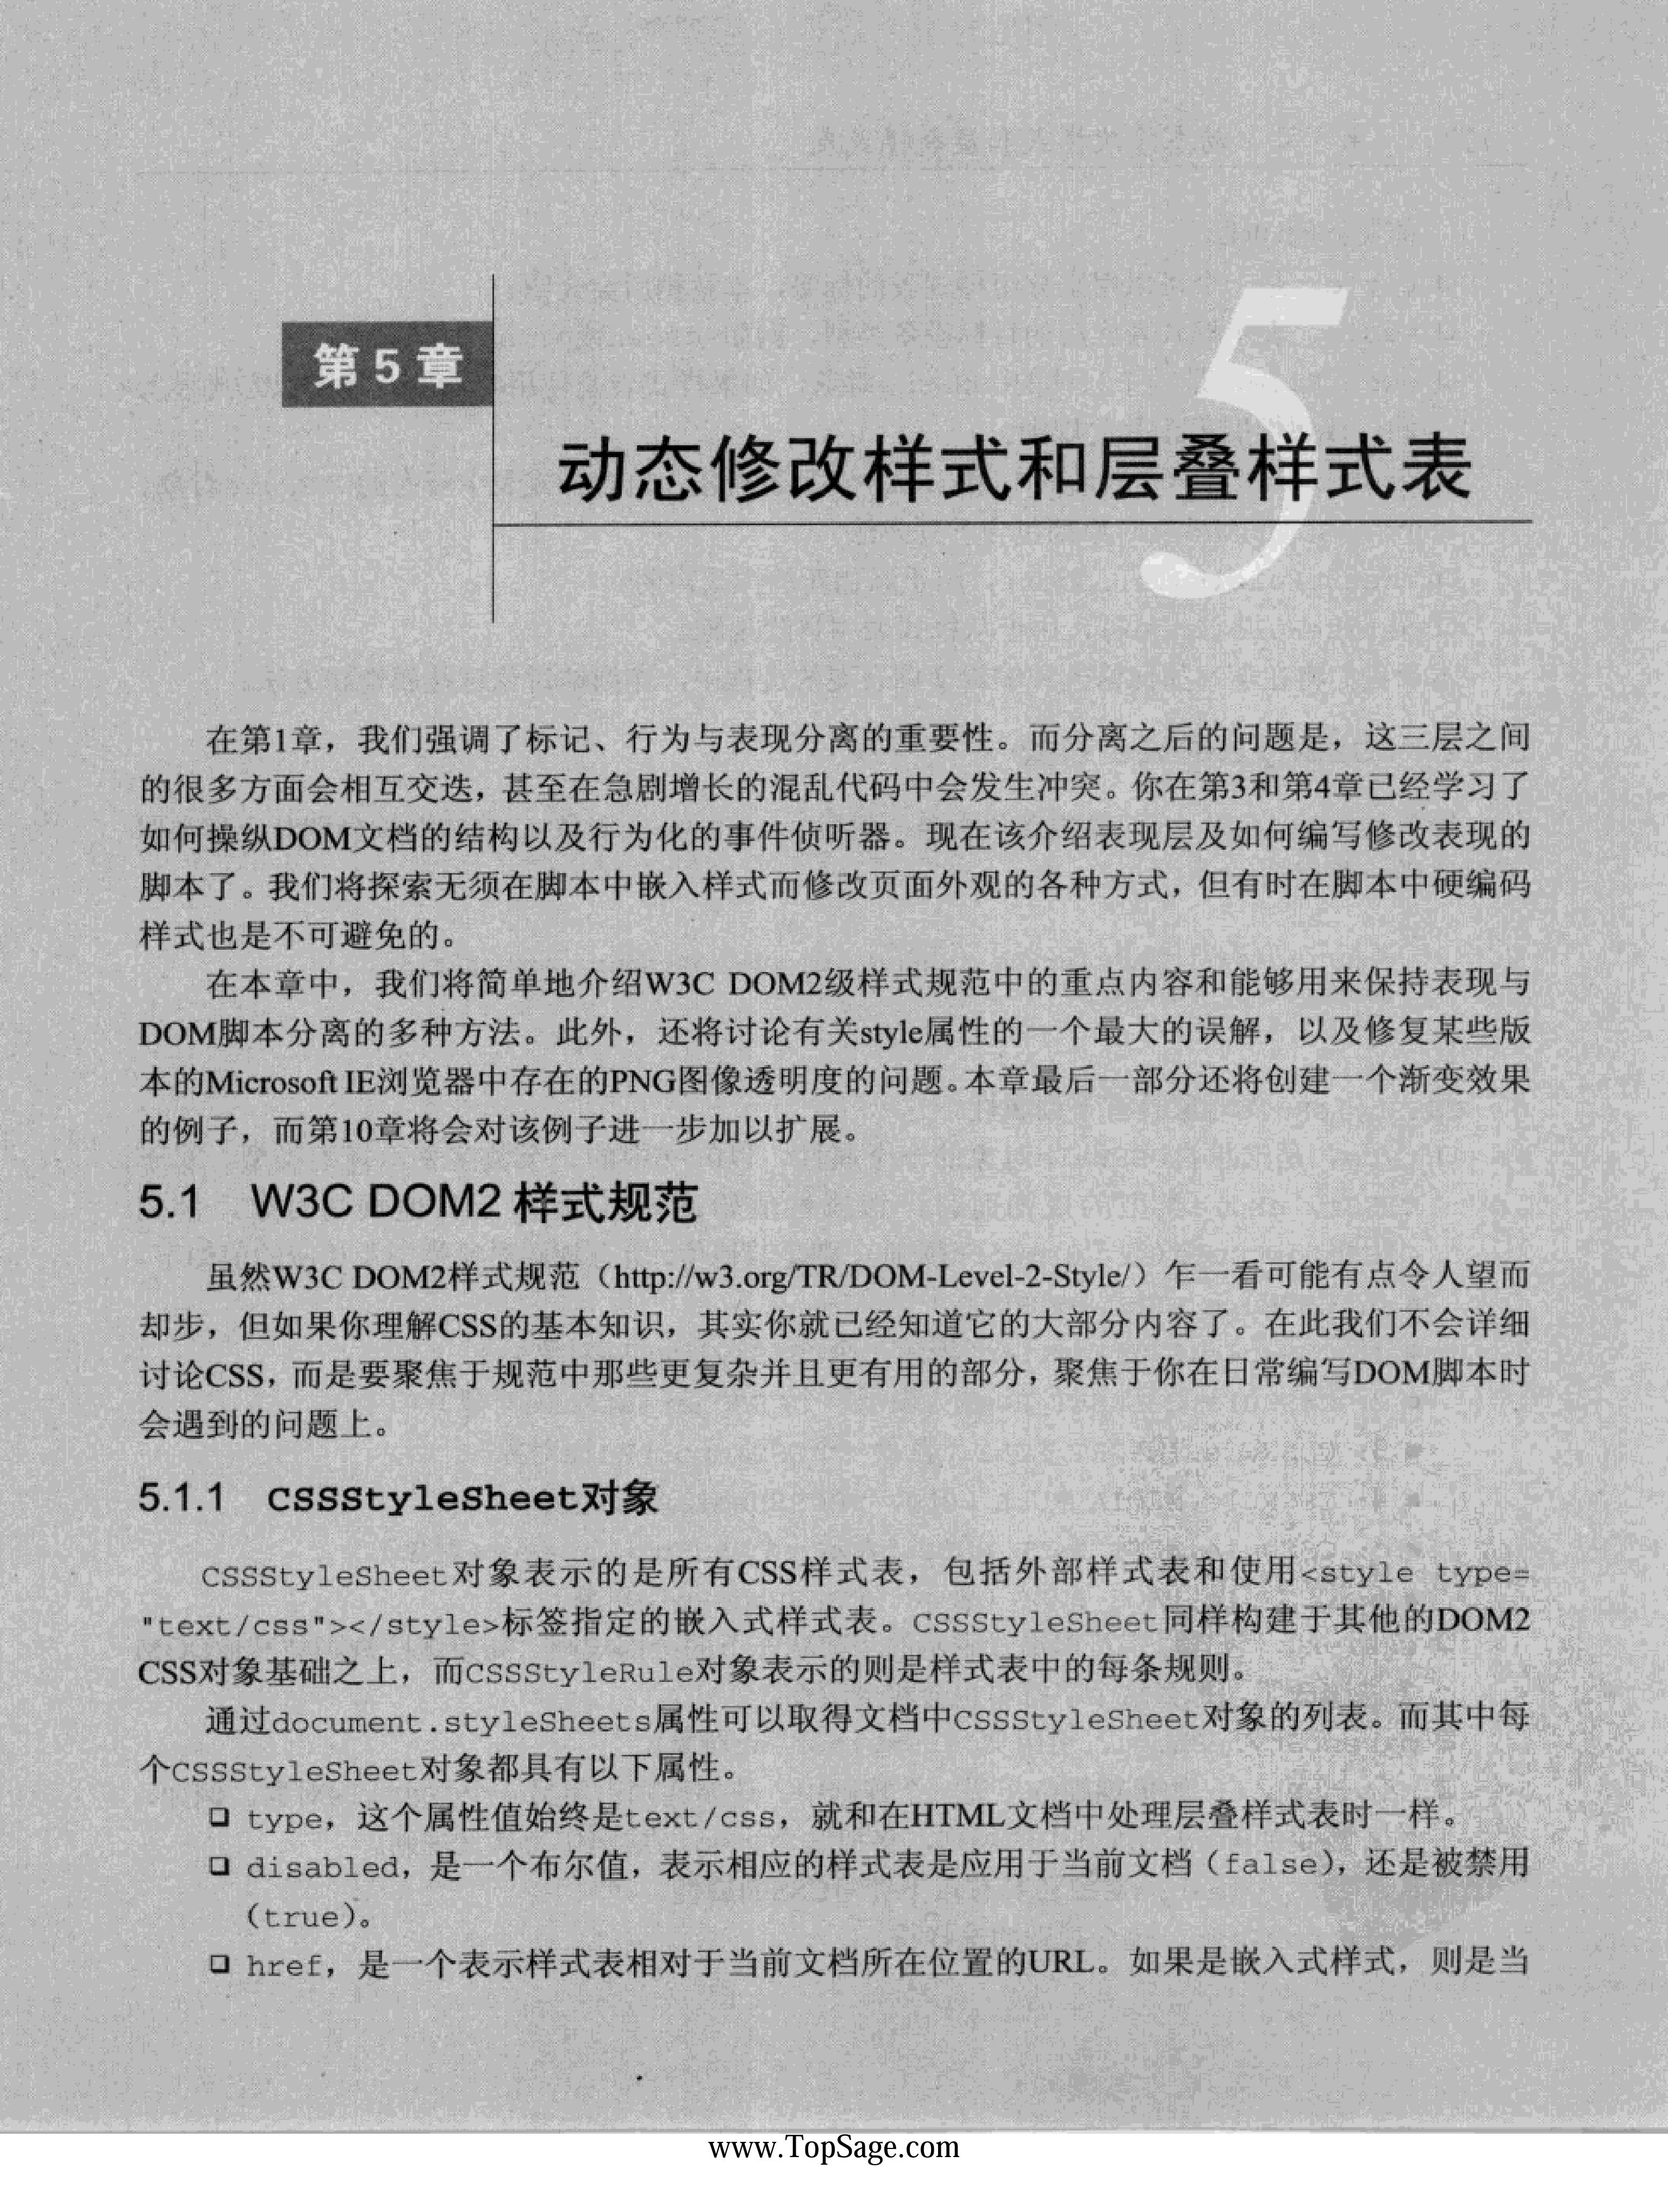 第5章
5
动态修改样式和层叠样式表
在第1章，我们强调了标记、行为与表现分离的重要性。而分离之后的问题是，这三层之间
的很多方面会相互交迭，甚至在急剧增长的混乱代码中会发生冲突。你在第3和第4章已经学习了
如何操纵DOM文档的结构以及行为化的事件侦听器。现在该介绍表现层及如何编写修改表现的
脚本了。我们将探索无须在脚本中嵌入样式而修改页面外观的各种方式，但有时在脚本中硬编码
样式也是不可避免的。
在本章中，我们将简单地介绍W3C DOM2级样式规范中的重点内容和能够用来保持表现与
DOM脚本分离的多种方法。此外，还将讨论有关style属性的一个最大的误解，以及修复某些版
本的Microsoft IE浏览器中存在的PNG图像透明度的问题。本章最后一部分还将创建一个渐变效果
的例子，而第10章将会对该例子进一步加以扩展。
5.1 W3C DOM2 样式规范
虽然W3C DOM2样式规范（http://w3.org/TR/DOM-Level-2-Style/）乍一看可能有点令人望而
却步，但如果你理解CSS的基本知识，其实你就已经知道它的大部分内容了。在此我们不会详细
讨论CSS，而是要聚焦于规范中那些更复杂并且更有用的部分，聚焦于你在日常编写DOM脚本时
会遇到的问题上。
5.1.1 CSSStyleSheet对象
CSSStyleSheet对象表示的是所有CSS样式表，包括外部样式表和使用<style type=
"text/css"></style>标签指定的嵌入式样式表。CSSStyleSheet同样构建于其他的DOM2
CSS对象基础之上，而CSSStyleRule对象表示的则是样式表中的每条规则。
通过document.styleSheets属性可以取得文档中CSSStyleSheet对象的列表。而其中每
个CSSStyleSheet对象都具有以下属性。
❑ type，这个属性值始终是text/css，就和在HTML文档中处理层叠样式表时一样。
❑ disabled，是一个布尔值，表示相应的样式表是应用于当前文档（false），还是被禁用
（true）。
❑ href，是一个表示样式表相对于当前文档所在位置的URL。如果是嵌入式样式，则是当
www.TopSage.com